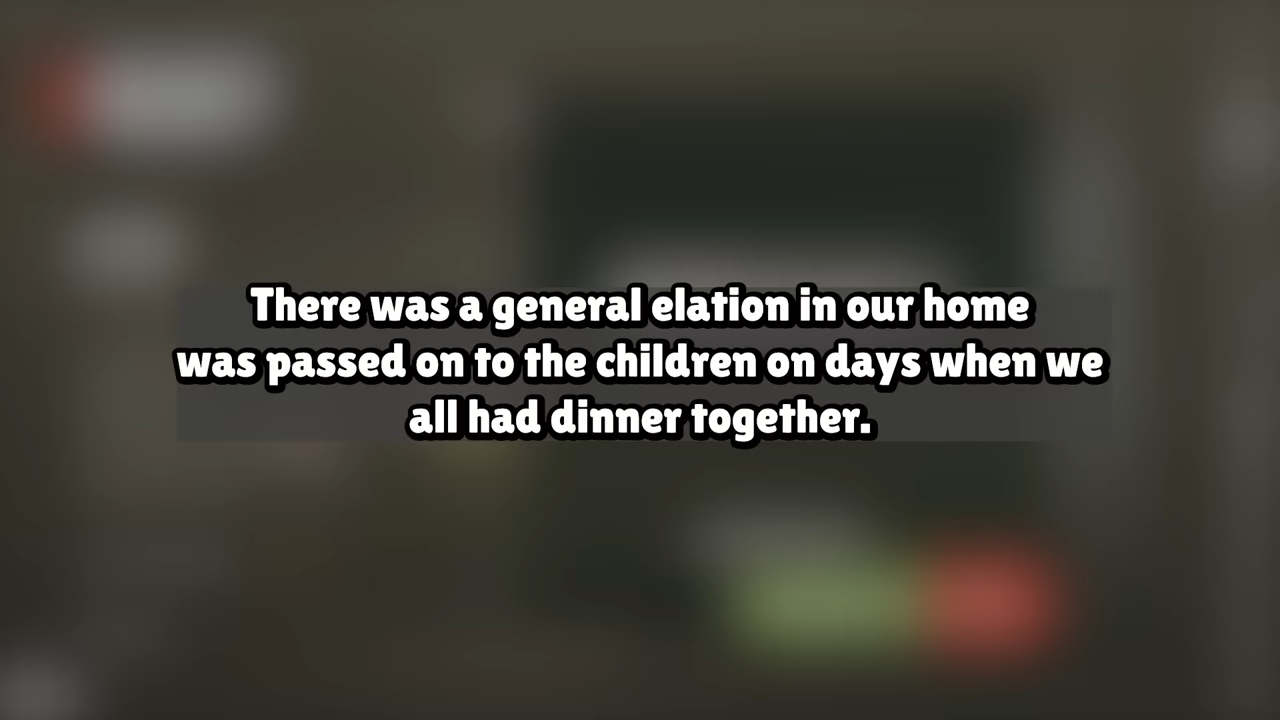 There was a general elation in our home
was passed on to the children on days when we
all had dinner together.